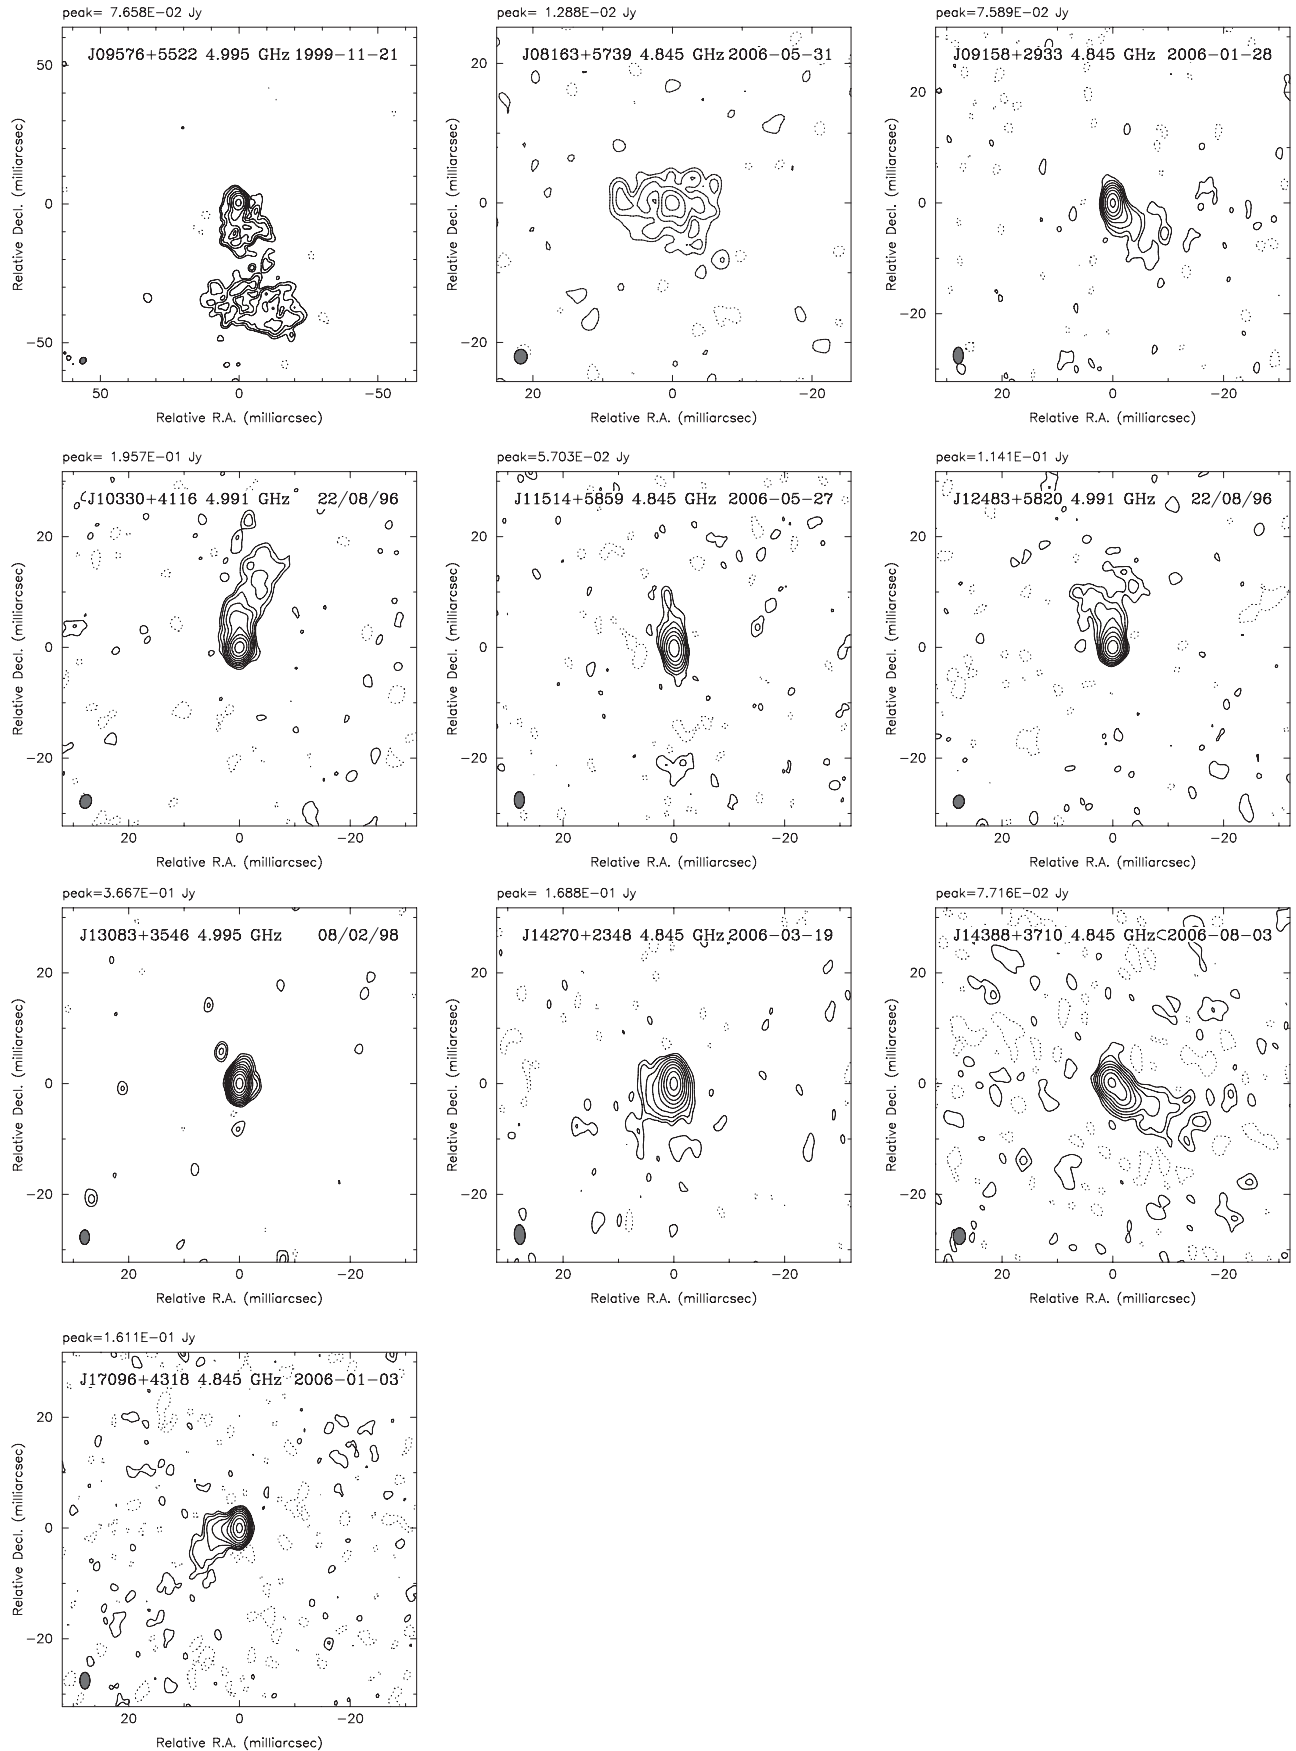 peak= 7.658E-02 Jy
J09576+5522 4.995 GHz 1999-11-21
50
0
-50
Relative Decl. (milliarcsec)
50 0 -50
Relative R.A. (milliarcsec)
peak= 1.288E-02 Jy
J08163+5739 4.845 GHz 2006-05-31
20
0
-20
Relative Decl. (milliarcsec)
20 0 -20
Relative R.A. (milliarcsec)
peak=7.589E-02 Jy
J09158+2933 4.845 GHz 2006-01-28
20
0
-20
Relative Decl. (milliarcsec)
20 0 -20
Relative R.A. (milliarcsec)
peak= 1.957E-01 Jy
J10330+4116 4.991 GHz 22/08/96
20
0
-20
Relative Decl. (milliarcsec)
20 0 -20
Relative R.A. (milliarcsec)
peak=5.703E-02 Jy
J11514+5859 4.845 GHz 2006-05-27
20
0
-20
Relative Decl. (milliarcsec)
20 0 -20
Relative R.A. (milliarcsec)
peak=1.141E-01 Jy
J12483+5820 4.991 GHz 22/08/96
20
0
-20
Relative Decl. (milliarcsec)
20 0 -20
Relative R.A. (milliarcsec)
peak=3.667E-01 Jy
J13083+3546 4.995 GHz 08/02/98
20
0
-20
Relative Decl. (milliarcsec)
20 0 -20
Relative R.A. (milliarcsec)
peak= 1.688E-01 Jy
J14270+2348 4.845 GHz 2006-03-19
20
0
-20
Relative Decl. (milliarcsec)
20 0 -20
Relative R.A. (milliarcsec)
peak=7.716E-02 Jy
J14388+3710 4.845 GHz 2006-08-03
20
0
-20
Relative Decl. (milliarcsec)
20 0 -20
Relative R.A. (milliarcsec)
peak=1.611E-01 Jy
J17096+4318 4.845 GHz 2006-01-03
20
0
-20
Relative Decl. (milliarcsec)
20 0 -20
Relative R.A. (milliarcsec)